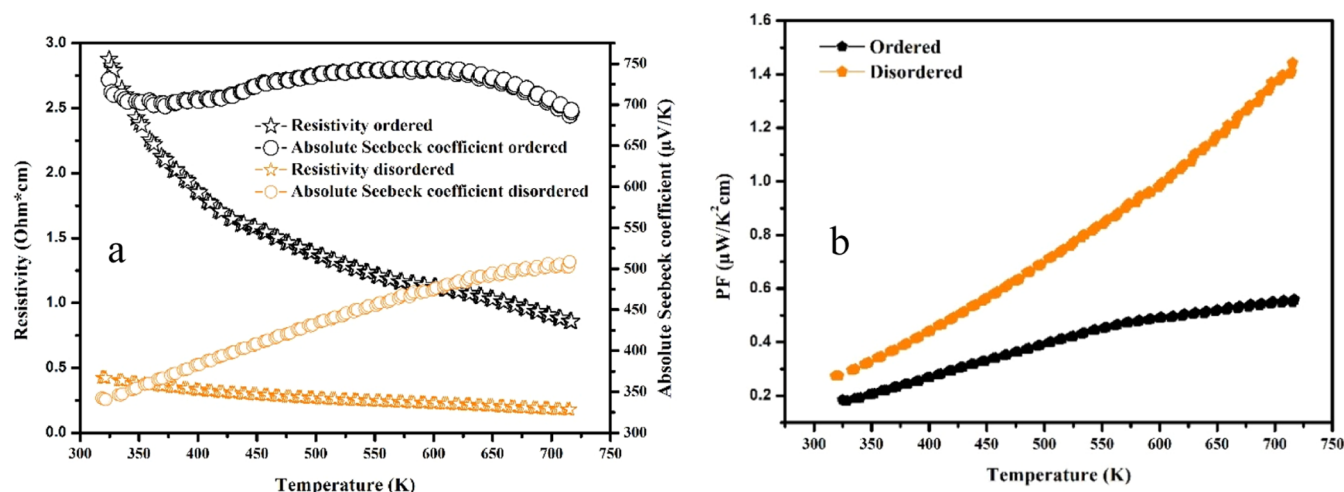 3.0
2.5
2.0
1.5
1.0
0.5
0.0
Resistivity (Ohm*cm)
750
700
650
600
550
500
450
400
350
300
Absolute Seebeck coefficient (μV/K)
Resistivity ordered
Absolute Seebeck coefficient ordered
Resistivity disordered
Absolute Seebeck coefficient disordered
a
300 350 400 450 500 550 600 650 700 750
Temperature (K)
b
1.6
1.4
1.2
1.0
0.8
0.6
0.4
0.2
PF (μW/K²cm)
Ordered
Disordered
300 350 400 450 500 550 600 650 700 750
Temperature (K)